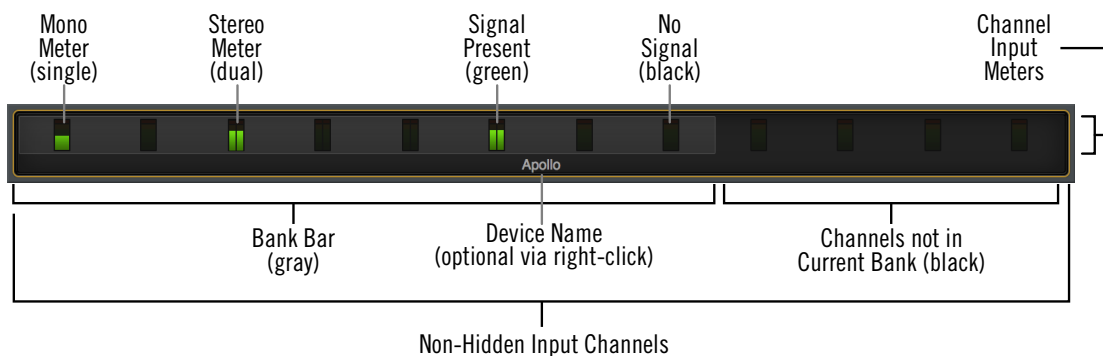 Mono
Meter
(single)
Stereo
Meter
(dual)
Signal
Present
(green)
No
Signal
(black)
Channel
Input
Meters
Apollo
Bank Bar
(gray)
Device Name
(optional via right-click)
Channels not in
Current Bank (black)
Non-Hidden Input Channels